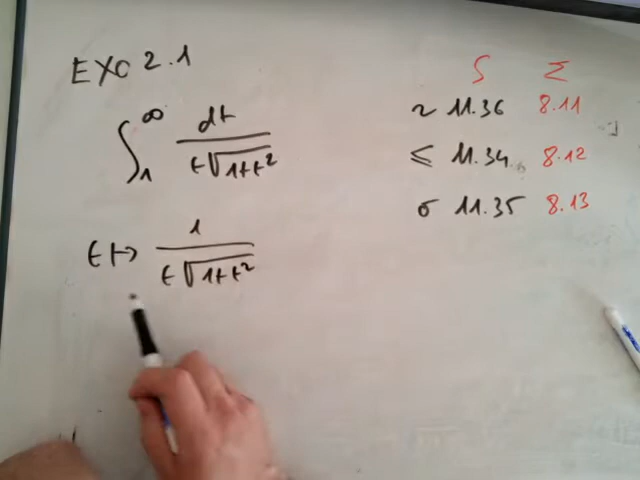 EXO 2.1
∫₁^∞ dt / (t√(1+t²))
t ↦ 1 / (t√(1+t²))
∫ Σ
~ 11.36 8.11
≤ 11.34 8.12
σ 11.35 8.13